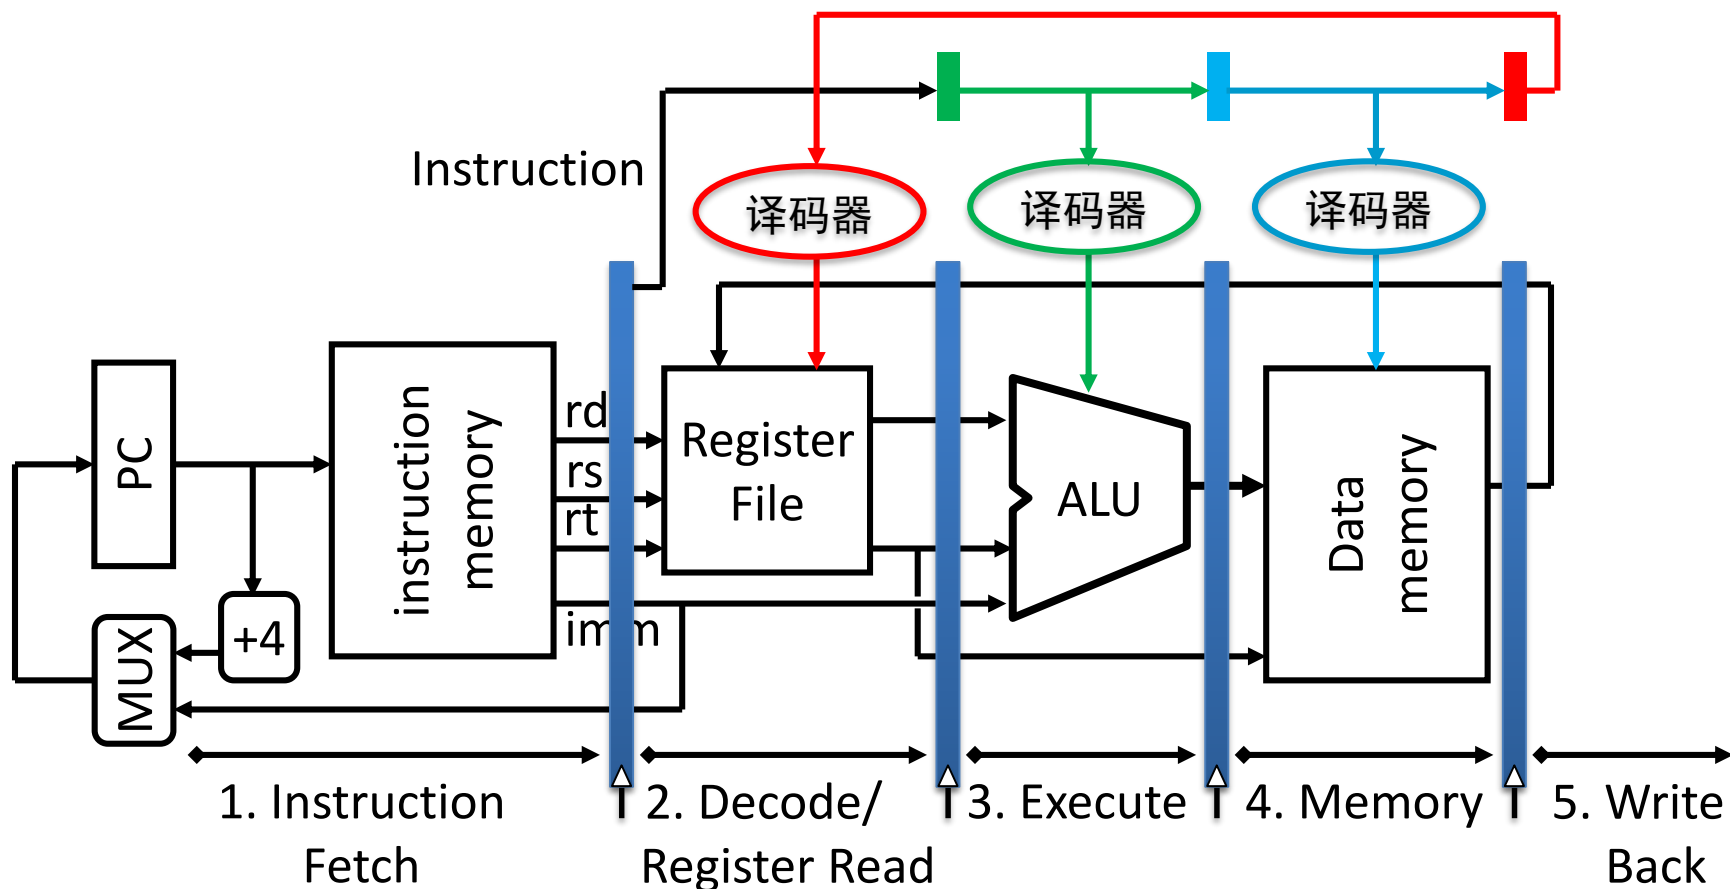 Instruction
译码器
译码器
译码器
PC
instruction
memory
rd
rs
rt
imm
Register
File
ALU
Data
memory
+4
MUX
1. Instruction
Fetch
2. Decode/
Register Read
3. Execute
4. Memory
5. Write
Back